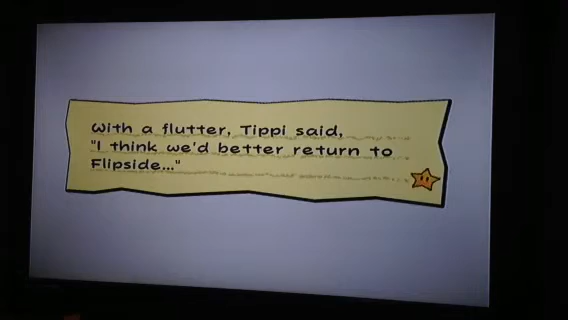 With a flutter, Tippi said,
"I think we'd better return to
Flipside..."